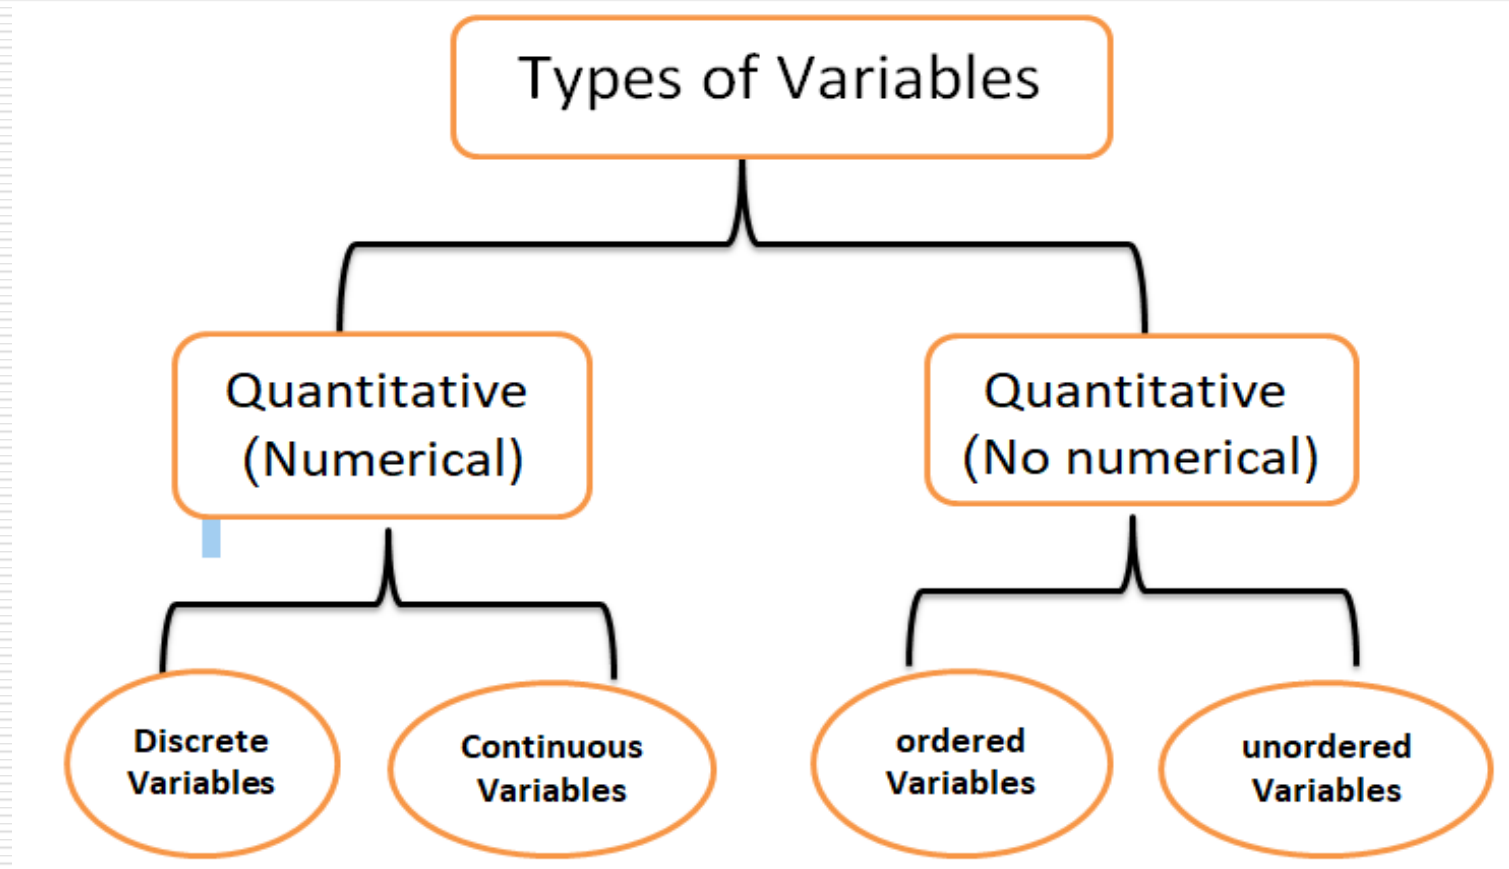 Types of Variables
Quantitative
(Numerical)
Quantitative
(No numerical)
Discrete
Variables
Continuous
Variables
ordered
Variables
unordered
Variables